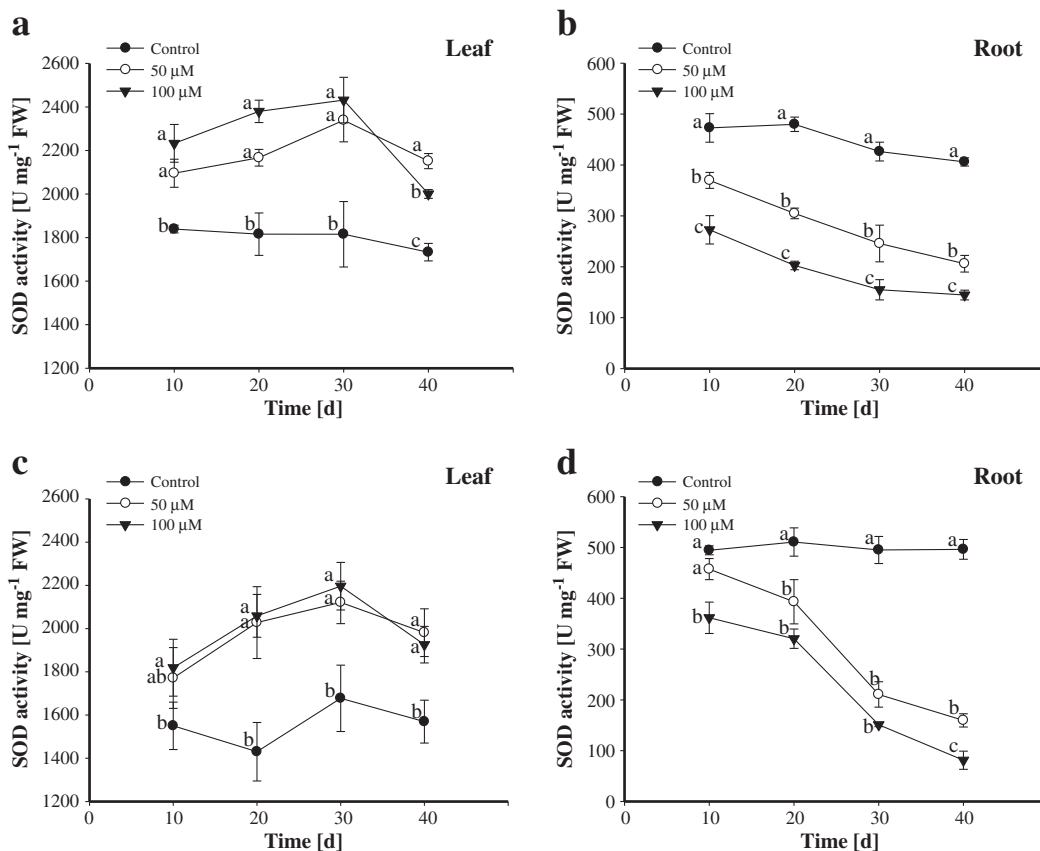 a
Leaf
Control
50 µM
100 µM
SOD activity [U mg⁻¹ FW]
2600
2400
2200
2000
1800
1600
1400
1200
a a a b
a a a a
b b b c
0 10 20 30 40
Time [d]
b
Root
Control
50 µM
100 µM
SOD activity [U mg⁻¹ FW]
600
500
400
300
200
100
0
a a a a
b b b b
c c c c
0 10 20 30 40
Time [d]
c
Leaf
Control
50 µM
100 µM
SOD activity [U mg⁻¹ FW]
2600
2400
2200
2000
1800
1600
1400
1200
a a a a
ab a a a
b b b b
0 10 20 30 40
Time [d]
d
Root
Control
50 µM
100 µM
SOD activity [U mg⁻¹ FW]
600
500
400
300
200
100
0
a a a a
a b b b
b b b c
0 10 20 30 40
Time [d]